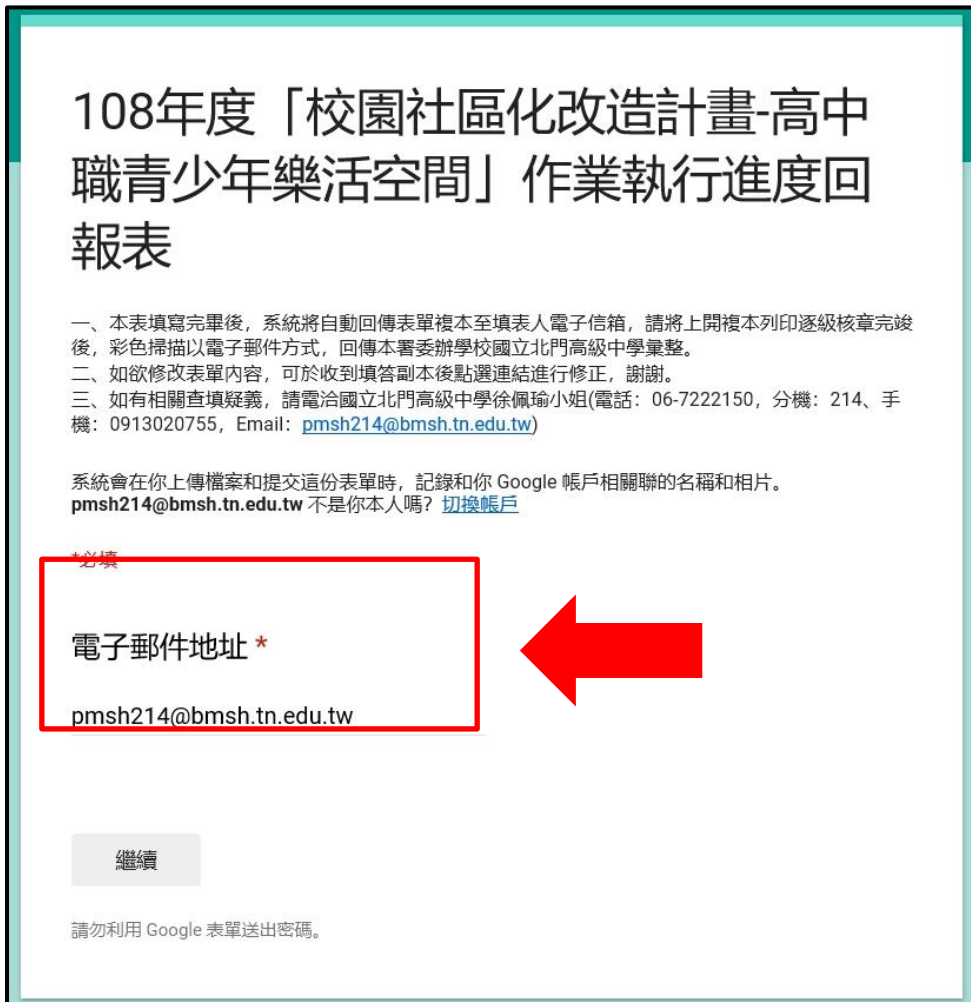 108年度「校園社區化改造計畫-高中
職青少年樂活空間」作業執行進度回
報表
一、本表填寫完畢後，系統將自動回傳表單複本至填表人電子信箱，請將上開複本列印逐級核章完竣
後，彩色掃描以電子郵件方式，回傳本署委辦學校國立北門高級中學彙整。
二、如欲修改表單內容，可於收到填答副本後點選連結進行修正，謝謝。
三、如有相關查填疑義，請電洽國立北門高級中學徐佩瑜小姐(電話：06-7222150，分機：214、手
機：0913020755，Email：pmsh214@bmsh.tn.edu.tw)
系統會在你上傳檔案和提交這份表單時，記錄和你 Google 帳戶相關聯的名稱和相片。
pmsh214@bmsh.tn.edu.tw 不是你本人嗎？切換帳戶
*必填
電子郵件地址 *
pmsh214@bmsh.tn.edu.tw
繼續
請勿利用 Google 表單送出密碼。